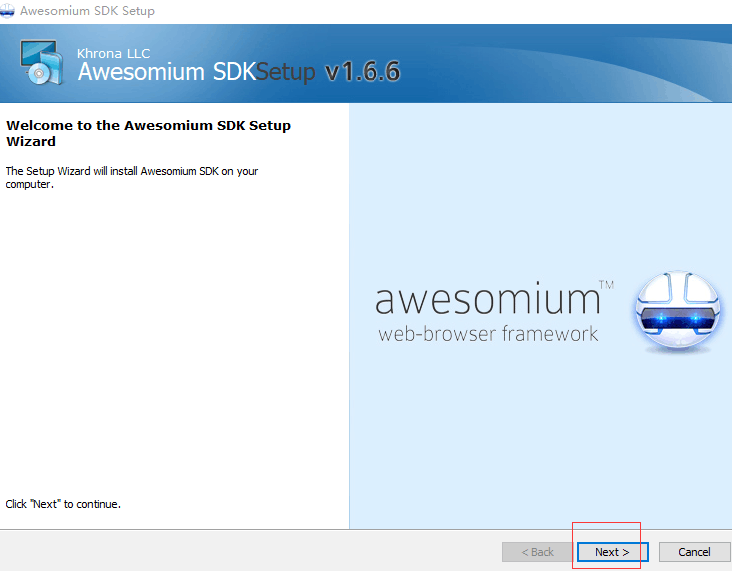 Awesomium SDK Setup
Khrona LLC
Awesomium SDKSetup v1.6.6
Welcome to the Awesomium SDK Setup
Wizard
The Setup Wizard will install Awesomium SDK on your
computer.
awesomium™
web-browser framework
Click "Next" to continue.
< Back
Next >
Cancel